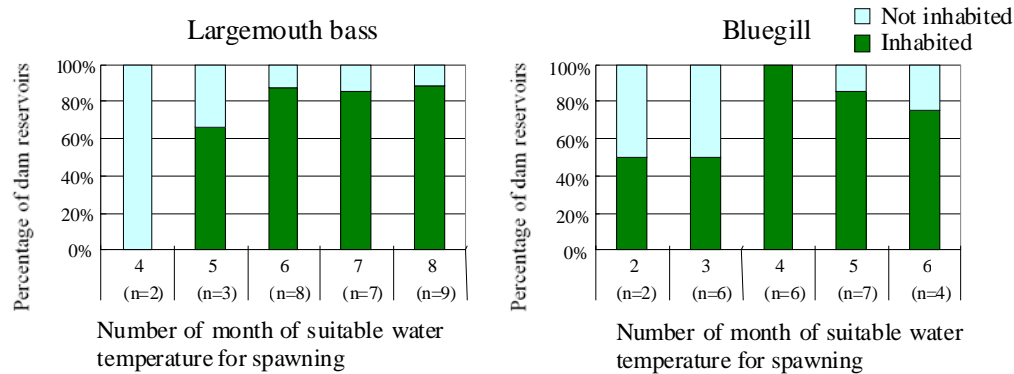 Largemouth bass
Percentage of dam reservoirs
100%
80%
60%
40%
20%
0%
4 5 6 7 8
(n=2) (n=3) (n=8) (n=7) (n=9)
Number of month of suitable water
temperature for spawning
Bluegill
Not inhabited
Inhabited
Percentage of dam reservoirs
100%
80%
60%
40%
20%
0%
2 3 4 5 6
(n=2) (n=6) (n=6) (n=7) (n=4)
Number of month of suitable water
temperature for spawning